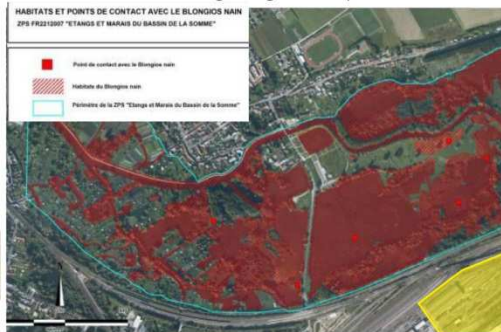 HABITATS ET POINTS DE CONTACT AVEC LE BLONGIOS NAIN
ZPS FR2212007 "ETANGS ET MARAIS DU BASSIN DE LA SOMME"
Point de contact avec le Blongios nain
Habitats du Blongios nain
Périmètre de la ZPS "Etangs et Marais du Bassin de la Somme"